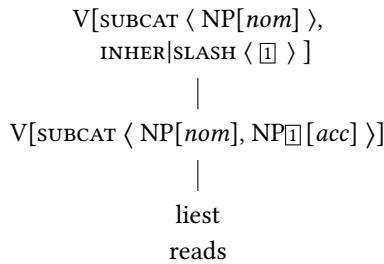 V[SUBCAT ⟨ NP[nom] ⟩,
INHER|SLASH ⟨ 1 ⟩ ]
V[SUBCAT ⟨ NP[nom], NP1[acc] ⟩]
liest
reads